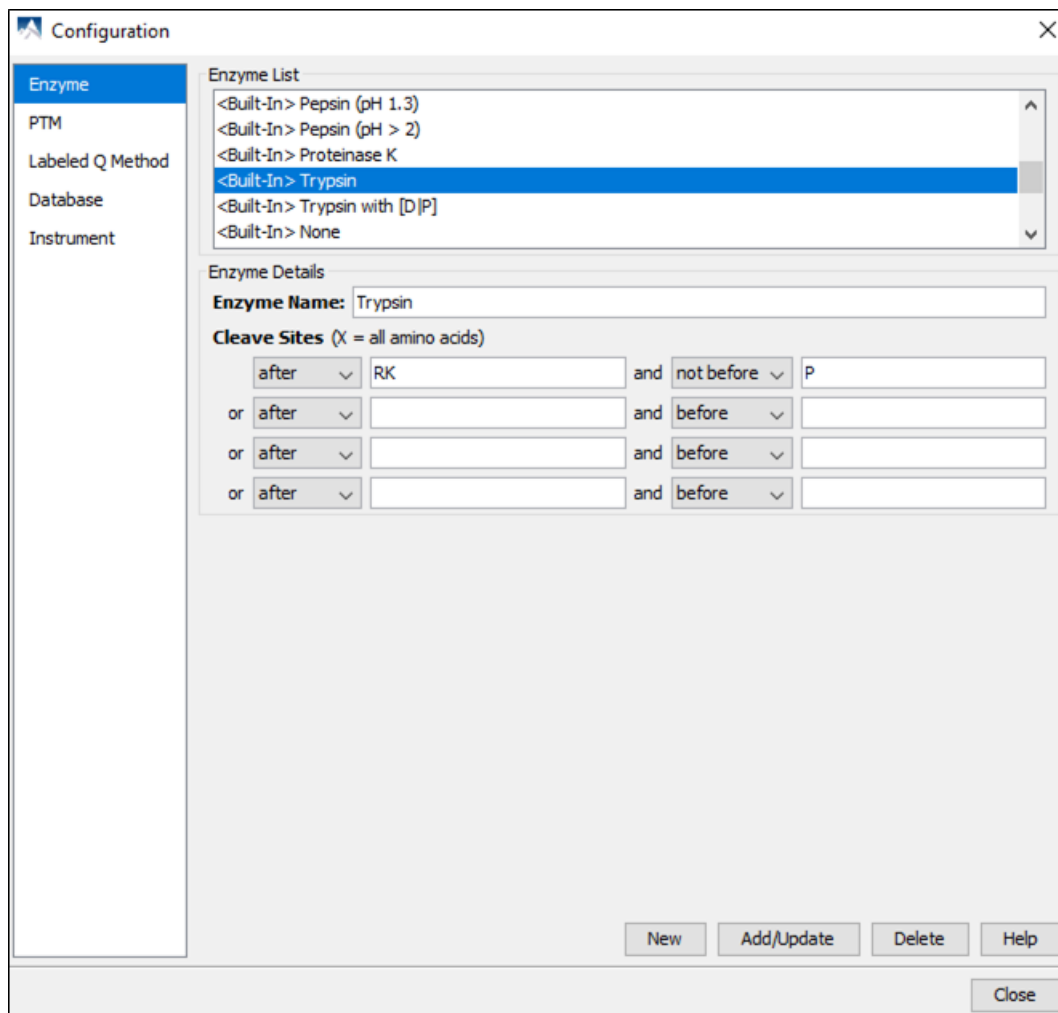 Configuration
Enzyme
PTM
Labeled Q Method
Database
Instrument
Enzyme List
<Built-In> Pepsin (pH 1.3)
<Built-In> Pepsin (pH > 2)
<Built-In> Proteinase K
<Built-In> Trypsin
<Built-In> Trypsin with [D|P]
<Built-In> None
Enzyme Details
Enzyme Name: Trypsin
Cleave Sites (X = all amino acids)
after RK and not before P
or after and before
or after and before
or after and before
New Add/Update Delete Help
Close